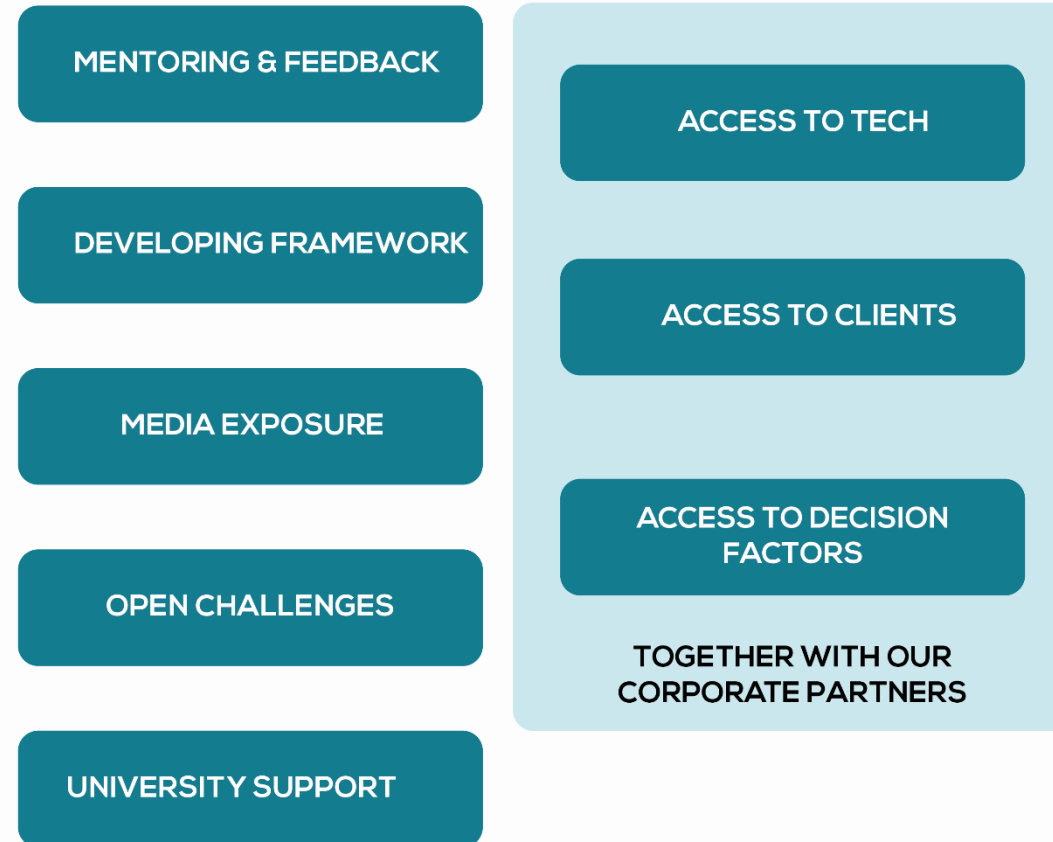 MENTORING & FEEDBACK
DEVELOPING FRAMEWORK
MEDIA EXPOSURE
OPEN CHALLENGES
UNIVERSITY SUPPORT
ACCESS TO TECH
ACCESS TO CLIENTS
ACCESS TO DECISION
FACTORS
TOGETHER WITH OUR
CORPORATE PARTNERS